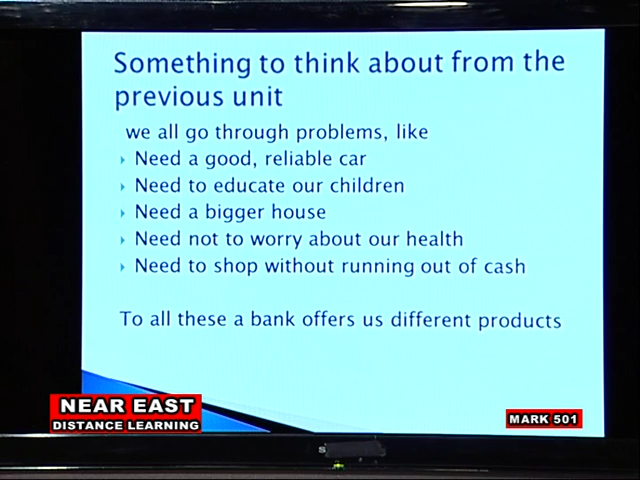 Something to think about from the
previous unit
we all go through problems, like
Need a good, reliable car
Need to educate our children
Need a bigger house
Need not to worry about our health
Need to shop without running out of cash
To all these a bank offers us different products
NEAR EAST
DISTANCE LEARNING
MARK 501